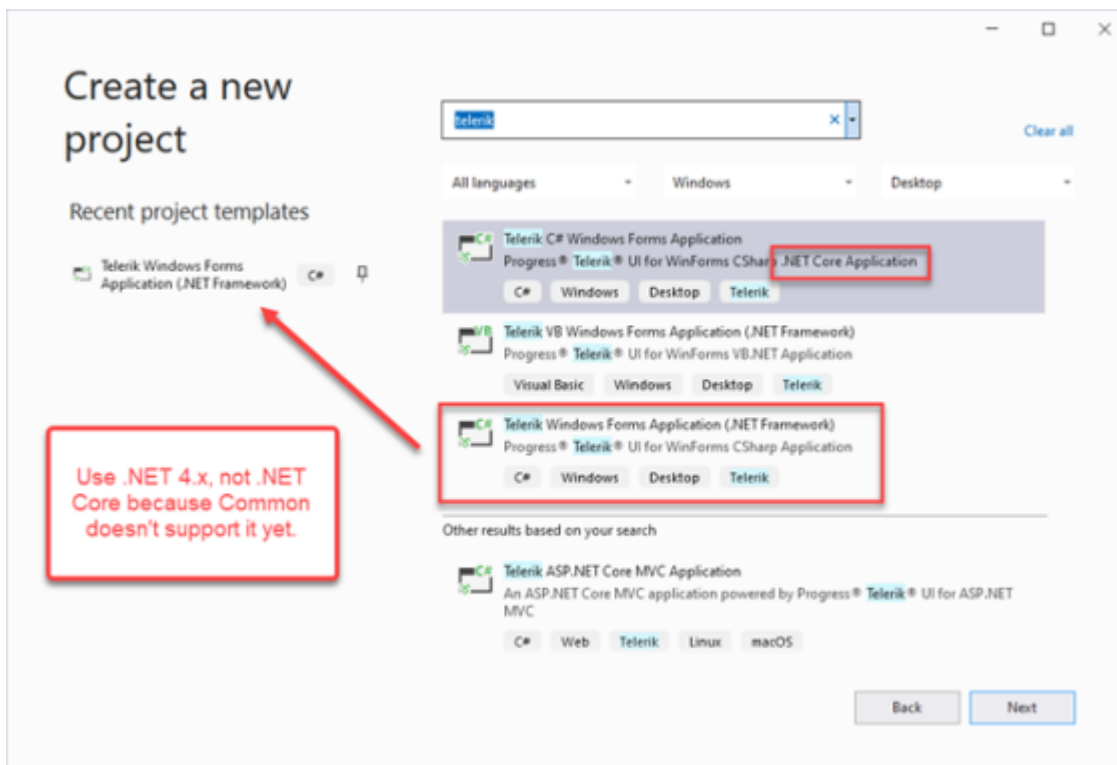 Create a new
project
Recent project templates
Telerik Windows Forms
Application (.NET Framework)
C#
Use .NET 4.x, not .NET
Core because Common
doesn't support it yet.
telerik
Clear all
All languages
Windows
Desktop
C#
Telerik C# Windows Forms Application
Progress® Telerik® UI for WinForms CSharp .NET Core Application
C# Windows Desktop Telerik
VB
Telerik VB Windows Forms Application (.NET Framework)
Progress® Telerik® UI for WinForms VB.NET Application
Visual Basic Windows Desktop Telerik
C#
Telerik Windows Forms Application (.NET Framework)
Progress® Telerik® UI for WinForms CSharp Application
C# Windows Desktop Telerik
Other results based on your search
C#
Telerik ASP.NET Core MVC Application
An ASP.NET Core MVC application powered by Progress® Telerik® UI for ASP.NET
MVC
C# Web Telerik Linux macOS
Back
Next